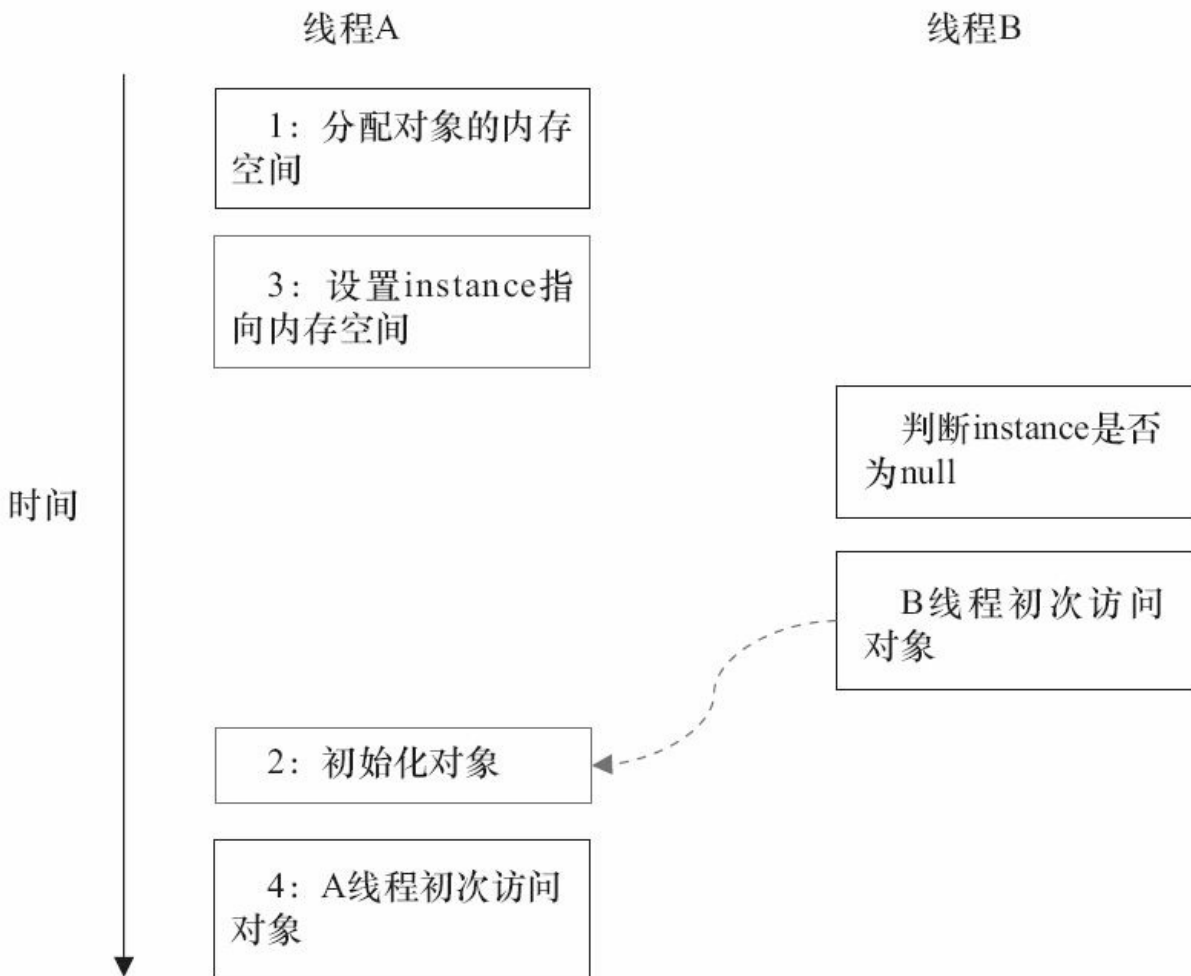 线程A
线程B
1：分配对象的内存
空间
3：设置instance指
向内存空间
判断instance是否
为null
时间
B线程初次访问
对象
2：初始化对象
4：A线程初次访问
对象